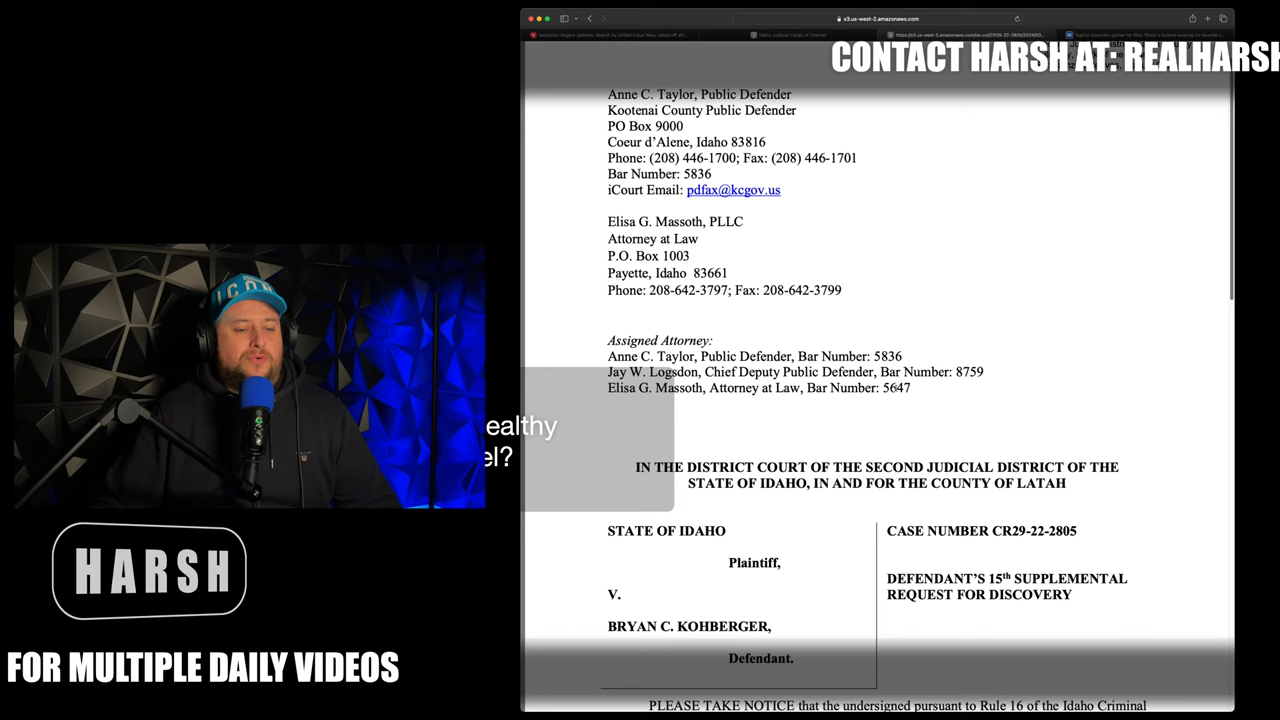 s3.us-west-2.amazonaws.com
CONTACT HARSH AT: REALHARSH
Anne C. Taylor, Public Defender
Kootenai County Public Defender
PO Box 9000
Coeur d'Alene, Idaho 83816
Phone: (208) 446-1700; Fax: (208) 446-1701
Bar Number: 5836
iCourt Email: pdfax@kcgov.us
Elisa G. Massoth, PLLC
Attorney at Law
P.O. Box 1003
Payette, Idaho 83661
Phone: 208-642-3797; Fax: 208-642-3799
Assigned Attorney:
Anne C. Taylor, Public Defender, Bar Number: 5836
Jay W. Logsdon, Chief Deputy Public Defender, Bar Number: 8759
Elisa G. Massoth, Attorney at Law, Bar Number: 5647
ealthy
el?
IN THE DISTRICT COURT OF THE SECOND JUDICIAL DISTRICT OF THE
STATE OF IDAHO, IN AND FOR THE COUNTY OF LATAH
STATE OF IDAHO
Plaintiff,
V.
BRYAN C. KOHBERGER,
Defendant.
CASE NUMBER CR29-22-2805
DEFENDANT'S 15th SUPPLEMENTAL
REQUEST FOR DISCOVERY
PLEASE TAKE NOTICE that the undersigned pursuant to Rule 16 of the Idaho Criminal
ICON
HARSH
FOR MULTIPLE DAILY VIDEOS